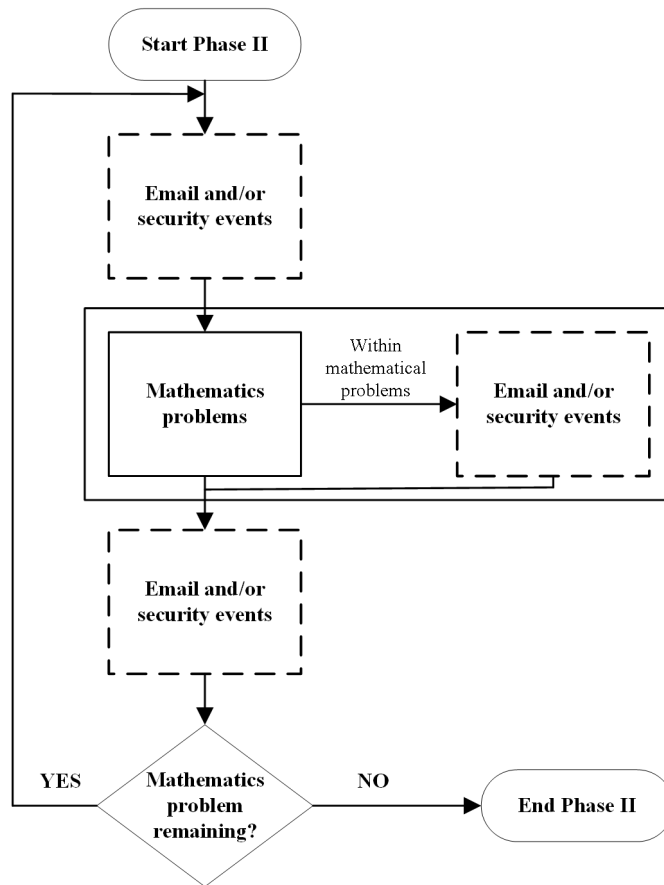 Start Phase II
Email and/or
security events
Within
mathematical
problems
Mathematics
problems
Email and/or
security events
Email and/or
security events
YES
Mathematics
problem
remaining?
NO
End Phase II